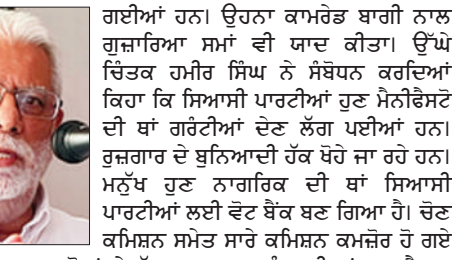 ਗਈਆਂ ਹਨ। ਉਹਨਾ ਕਾਮਰੇਡ ਬਾਗੀ ਨਾਲ
ਗੁਜ਼ਾਰਿਆ ਸਮਾਂ ਵੀ ਯਾਦ ਕੀਤਾ। ਉੱਘੇ
ਚਿੰਤਕ ਹਮੀਰ ਸਿੰਘ ਨੇ ਸੰਬੋਧਨ ਕਰਦਿਆਂ
ਕਿਹਾ ਕਿ ਸਿਆਸੀ ਪਾਰਟੀਆਂ ਹੁਣ ਮੈਨੀਫੈਸਟੋ
ਦੀ ਥਾਂ ਗਰੰਟੀਆਂ ਦੇਣ ਲੱਗ ਪਈਆਂ ਹਨ।
ਰੁਜ਼ਗਾਰ ਦੇ ਬੁਨਿਆਦੀ ਹੱਕ ਖੋਹੇ ਜਾ ਰਹੇ ਹਨ।
ਮਨੁੱਖ ਹੁਣ ਨਾਗਰਿਕ ਦੀ ਥਾਂ ਸਿਆਸੀ
ਪਾਰਟੀਆਂ ਲਈ ਵੋਟ ਬੈਂਕ ਬਣ ਗਿਆ ਹੈ। ਚੋਣ
ਕਮਿਸ਼ਨ ਸਮੇਤ ਸਾਰੇ ਕਮਿਸ਼ਨ ਕਮਜ਼ੋਰ ਹੋ ਗਏ